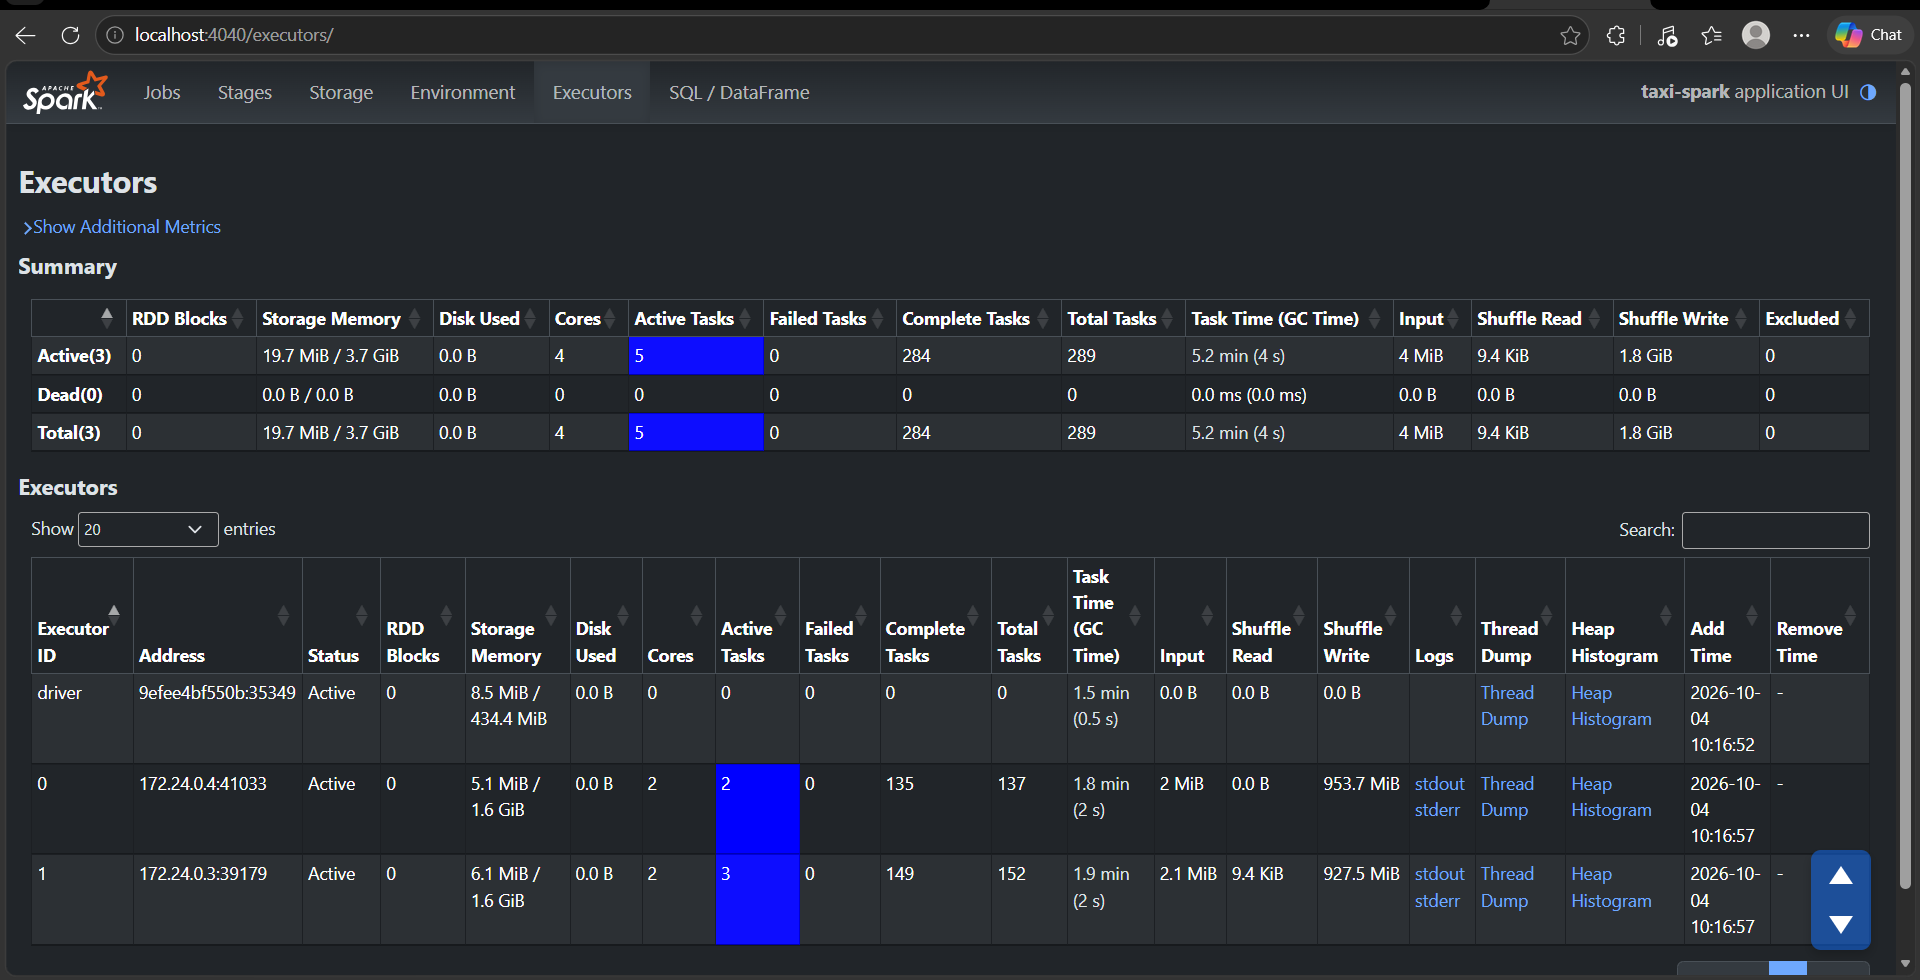 localhost:4040/executors/
Chat
APACHE Spark Jobs Stages Storage Environment Executors SQL / DataFrame taxi-spark application UI
Executors
Show Additional Metrics
Summary
RDD Blocks Storage Memory Disk Used Cores Active Tasks Failed Tasks Complete Tasks Total Tasks Task Time (GC Time) Input Shuffle Read Shuffle Write Excluded
Active(3) 0 19.7 MiB / 3.7 GiB 0.0 B 4 5 0 284 289 5.2 min (4 s) 4 MiB 9.4 KiB 1.8 GiB 0
Dead(0) 0 0.0 B / 0.0 B 0.0 B 0 0 0 0 0 0.0 ms (0.0 ms) 0.0 B 0.0 B 0.0 B 0
Total(3) 0 19.7 MiB / 3.7 GiB 0.0 B 4 5 0 284 289 5.2 min (4 s) 4 MiB 9.4 KiB 1.8 GiB 0
Executors
Show 20 entries Search:
Executor ID Address Status RDD Blocks Storage Memory Disk Used Cores Active Tasks Failed Tasks Complete Tasks Total Tasks Task Time (GC Time) Input Shuffle Read Shuffle Write Logs Thread Dump Heap Histogram Add Time Remove Time
driver 9efee4bf550b:35349 Active 0 8.5 MiB / 434.4 MiB 0.0 B 0 0 0 0 0 1.5 min (0.5 s) 0.0 B 0.0 B 0.0 B Thread Dump Heap Histogram 2026-10-04 10:16:52 -
0 172.24.0.4:41033 Active 0 5.1 MiB / 1.6 GiB 0.0 B 2 2 0 135 137 1.8 min (2 s) 2 MiB 0.0 B 953.7 MiB stdout stderr Thread Dump Heap Histogram 2026-10-04 10:16:57 -
1 172.24.0.3:39179 Active 0 6.1 MiB / 1.6 GiB 0.0 B 2 3 0 149 152 1.9 min (2 s) 2.1 MiB 9.4 KiB 927.5 MiB stdout stderr Thread Dump Heap Histogram 2026-10-04 10:16:57 -